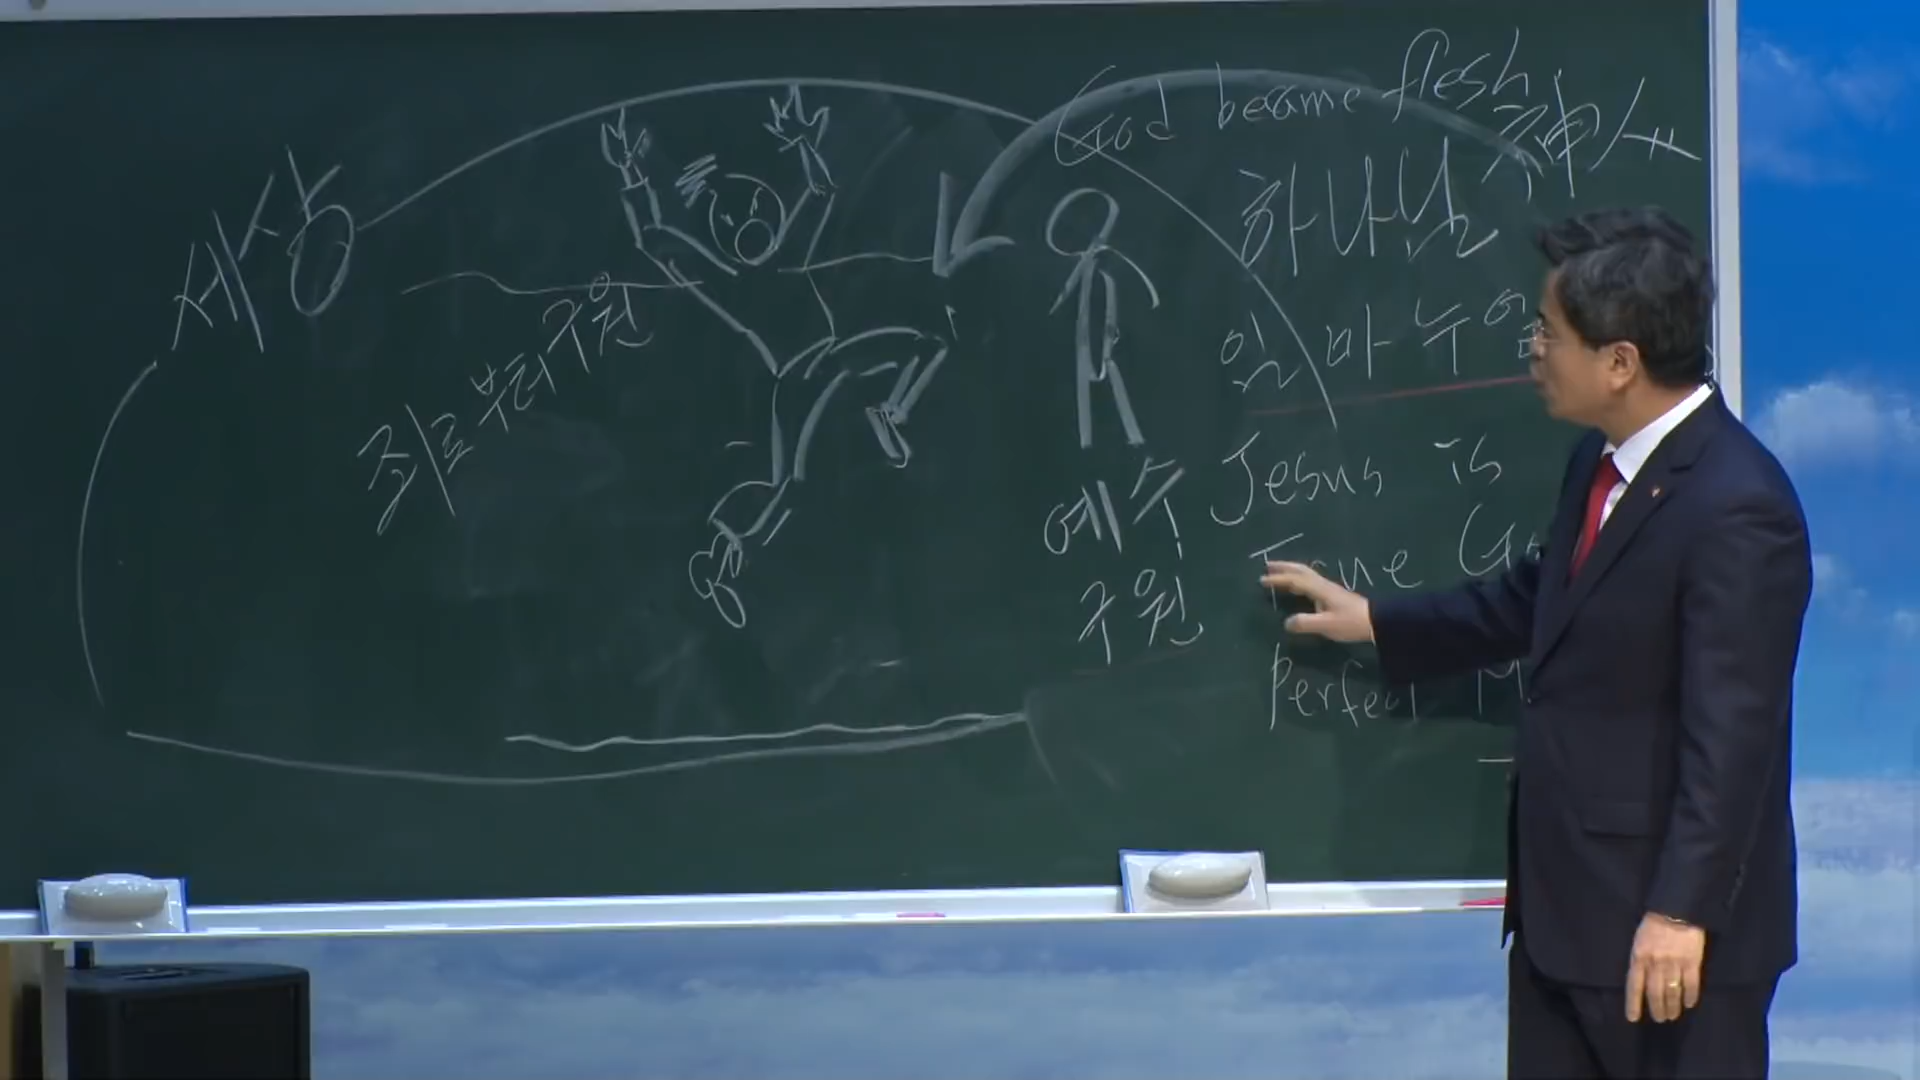 세상
죄로부터구원
God became flesh
神人
하나님
임마누엘
예수
구원
Jesus is
True
Perfect